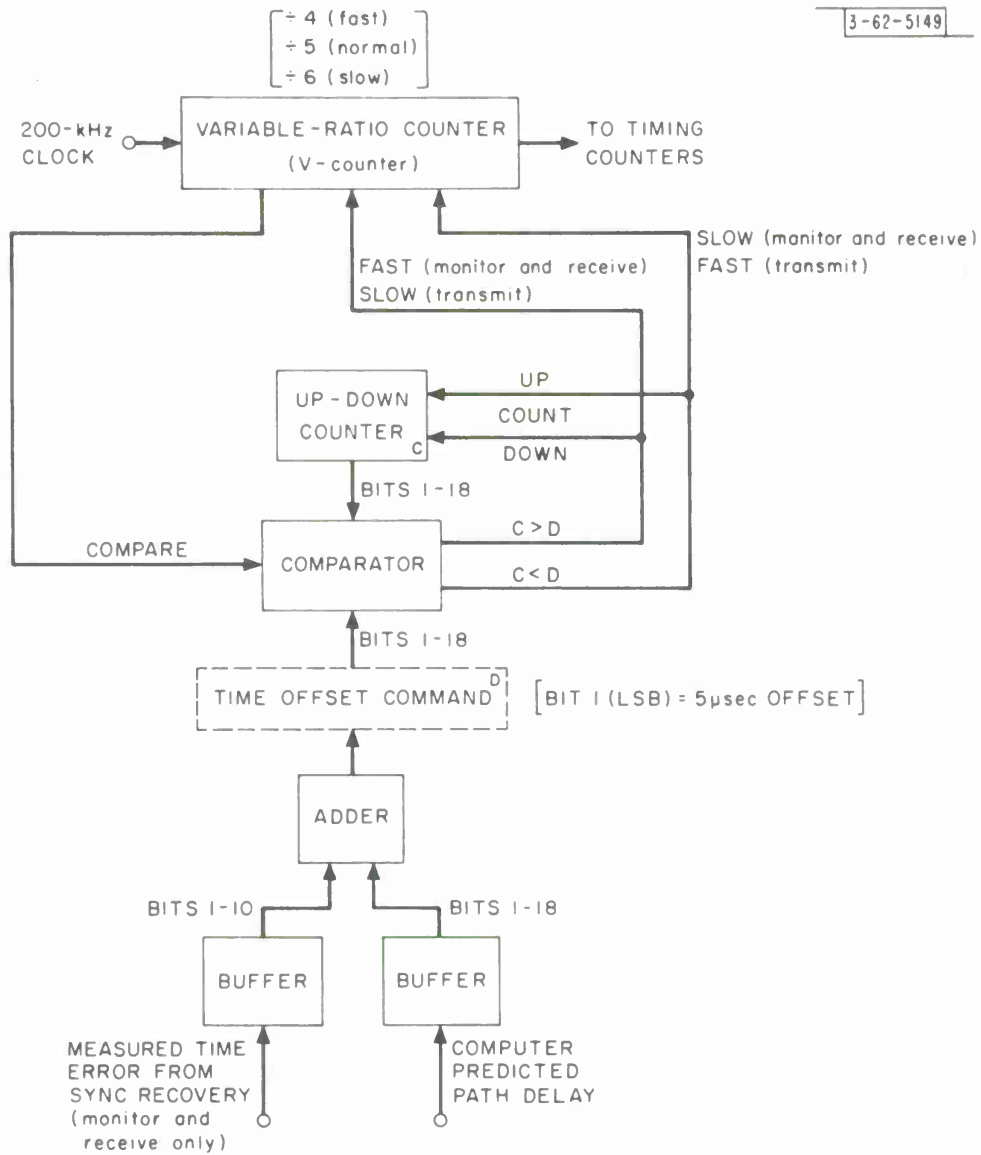 3-62-5149
÷ 4 (fast)
÷ 5 (normal)
÷ 6 (slow)
200-kHz
CLOCK
VARIABLE-RATIO COUNTER
(V-counter)
TO TIMING
COUNTERS
FAST (monitor and receive)
SLOW (transmit)
SLOW (monitor and receive)
FAST (transmit)
UP-DOWN
COUNTER
C
UP
COUNT
DOWN
BITS 1-18
COMPARE
COMPARATOR
C>D
C<D
BITS 1-18
TIME OFFSET COMMAND
D
[BIT 1 (LSB) = 5µsec OFFSET]
ADDER
BITS 1-10
BITS 1-18
BUFFER
BUFFER
MEASURED TIME
ERROR FROM
SYNC RECOVERY
(monitor and
receive only)
COMPUTER
PREDICTED
PATH DELAY